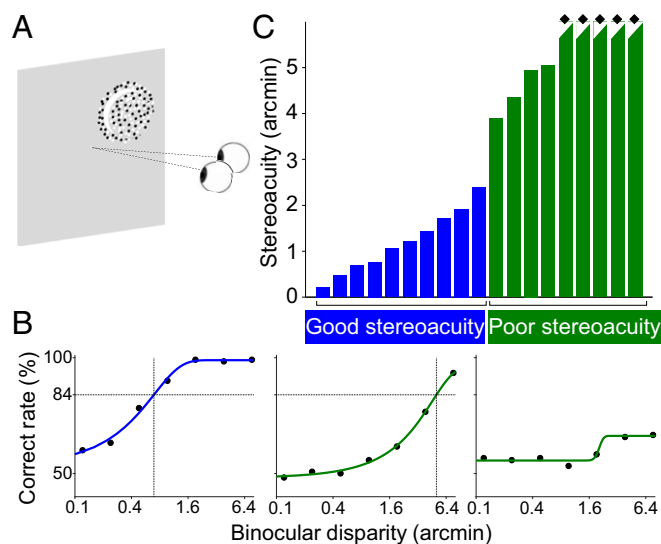 A
C
Stereoacuity (arcmin)
5
4
3
2
1
0
Good stereoacuity
Poor stereoacuity
B
Correct rate (%)
100
84
50
0.1 0.4 1.6 6.4
0.1 0.4 1.6 6.4
0.1 0.4 1.6 6.4
Binocular disparity (arcmin)